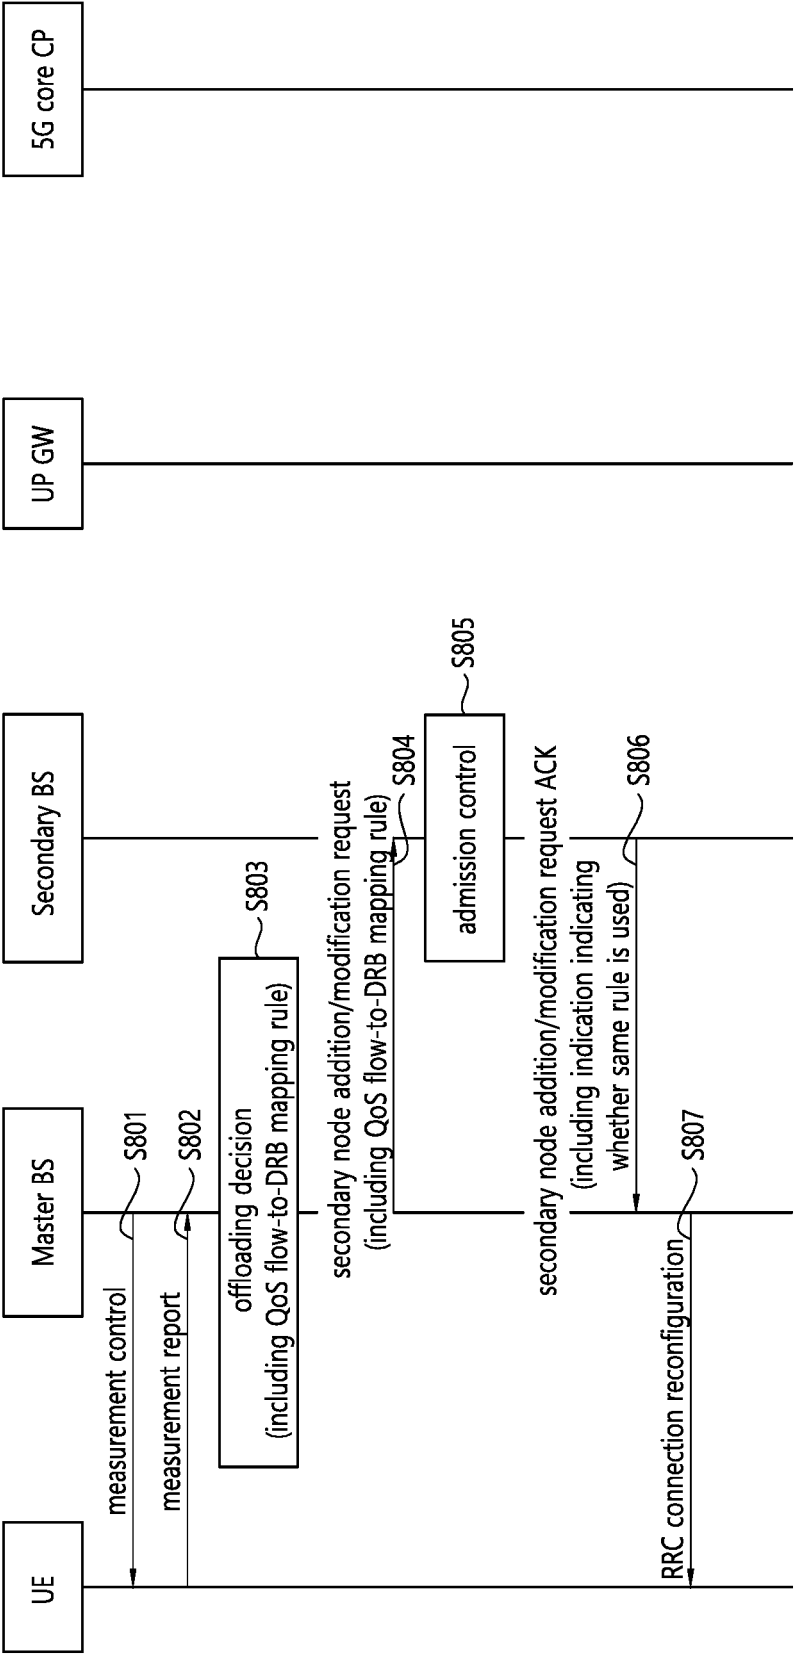 UE
Master BS
Secondary BS
UP GW
5G core CP
measurement control
S801
measurement report
S802
offloading decision
(including QoS flow-to-DRB mapping rule)
S803
secondary node addition/modification request
(including QoS flow-to-DRB mapping rule)
S804
admission control
S805
secondary node addition/modification request ACK
(including indication indicating
whether same rule is used)
S806
RRC connection reconfiguration
S807